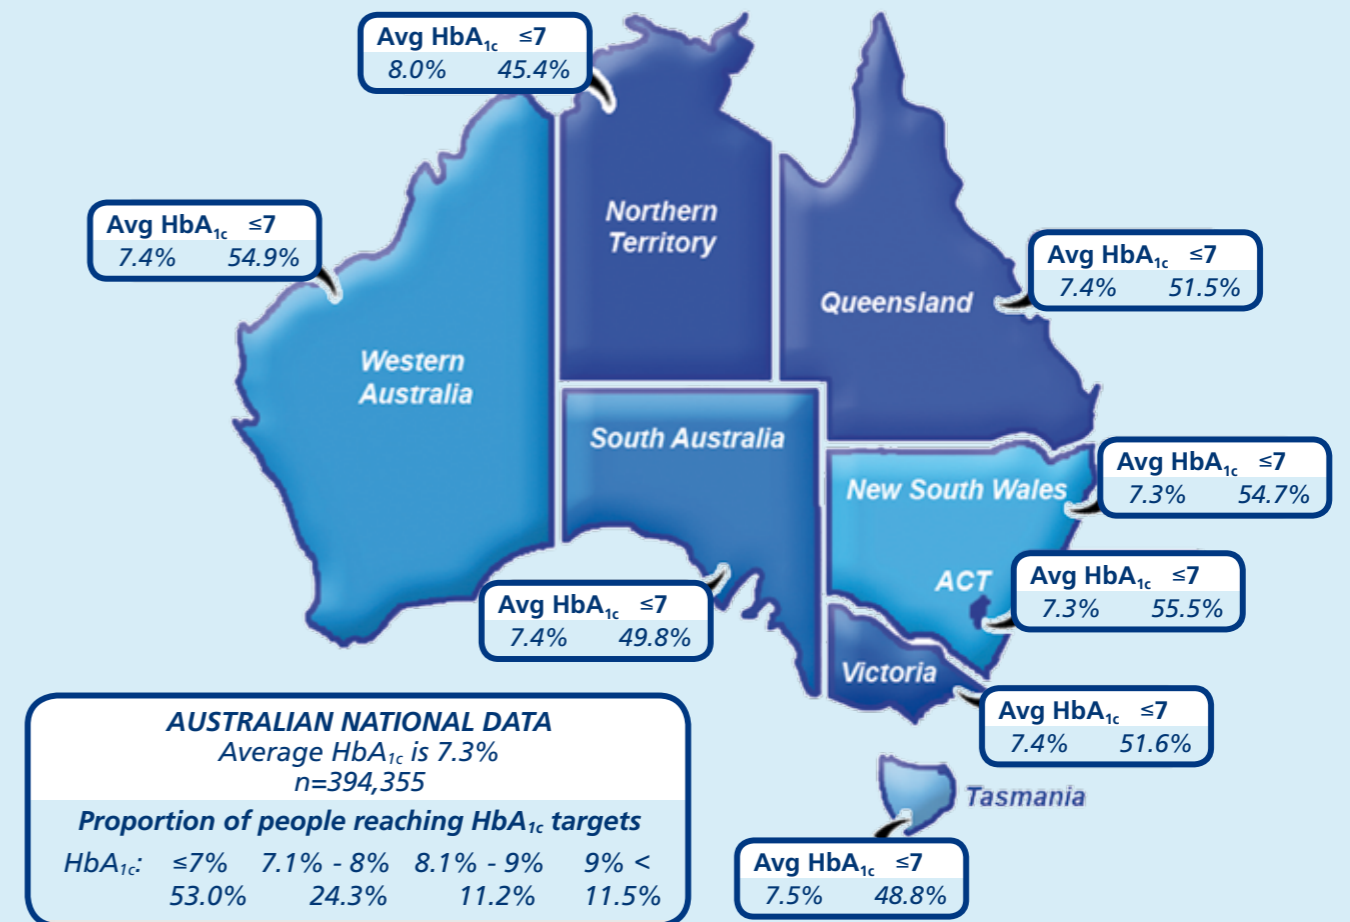 Avg HbA1c ≤7
8.0% 45.4%
Avg HbA1c ≤7
7.4% 54.9%
Northern
Territory
Avg HbA1c ≤7
7.4% 51.5%
Queensland
Western
Australia
South Australia
Avg HbA1c ≤7
7.3% 54.7%
New South Wales
ACT
Avg HbA1c ≤7
7.3% 55.5%
Avg HbA1c ≤7
7.4% 49.8%
Victoria
Avg HbA1c ≤7
7.4% 51.6%
Tasmania
Avg HbA1c ≤7
7.5% 48.8%
AUSTRALIAN NATIONAL DATA
Average HbA1c is 7.3%
n=394,355
Proportion of people reaching HbA1c targets
HbA1c: ≤7% 7.1% - 8% 8.1% - 9% 9% <
53.0% 24.3% 11.2% 11.5%